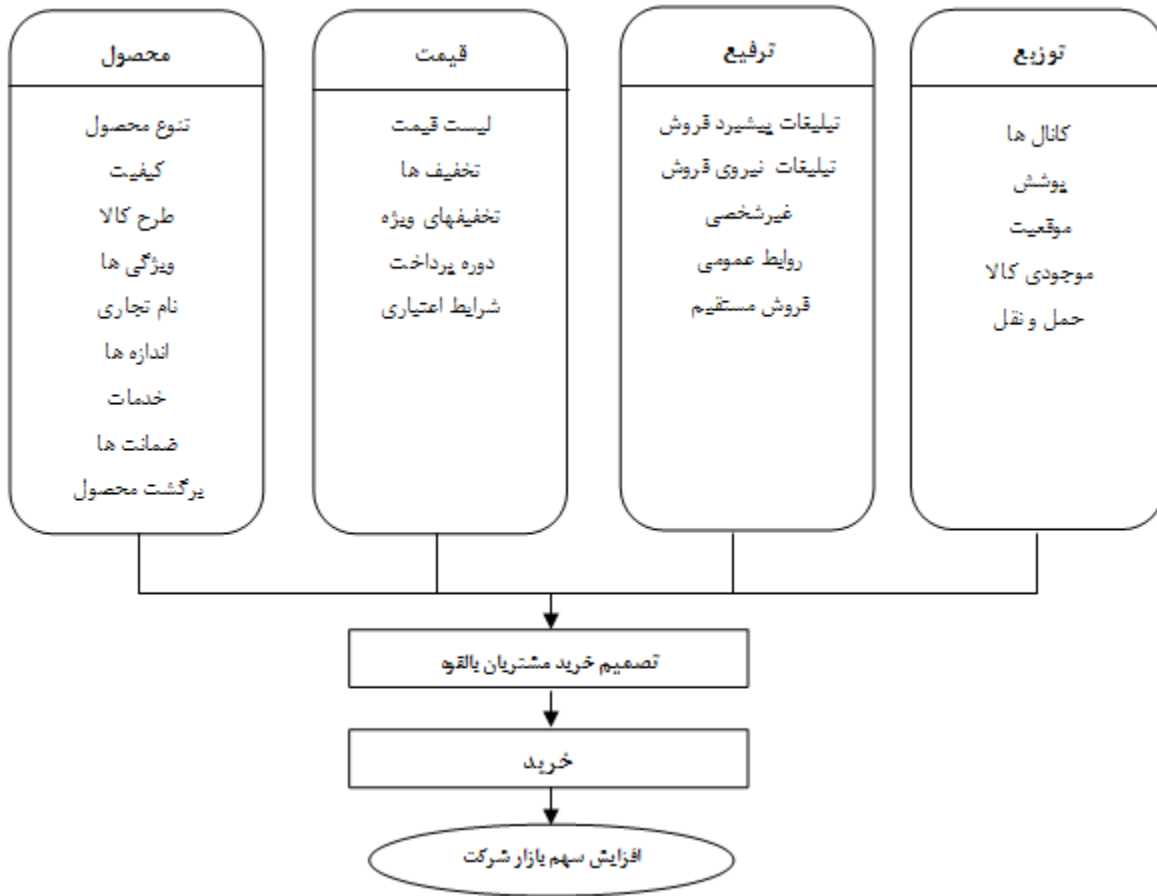 توزیع
کانال ها
پوشش
موقعیت
موجودی کالا
حمل و نقل
ترفیع
تبلیغات پیشبرد فروش
تبلیغات نیروی فروش
غیرشخصی
روابط عمومی
فروش مستقیم
قیمت
لیست قیمت
تخفیف ها
تخفیفهای ویژه
دوره پرداخت
شرایط اعتباری
محصول
تنوع محصول
کیفیت
طرح کالا
ویژگی ها
نام تجاری
اندازه ها
خدمات
ضمانت ها
برگشت محصول
تصمیم خرید مشتریان بالقوه
خرید
افزایش سهم بازار شرکت